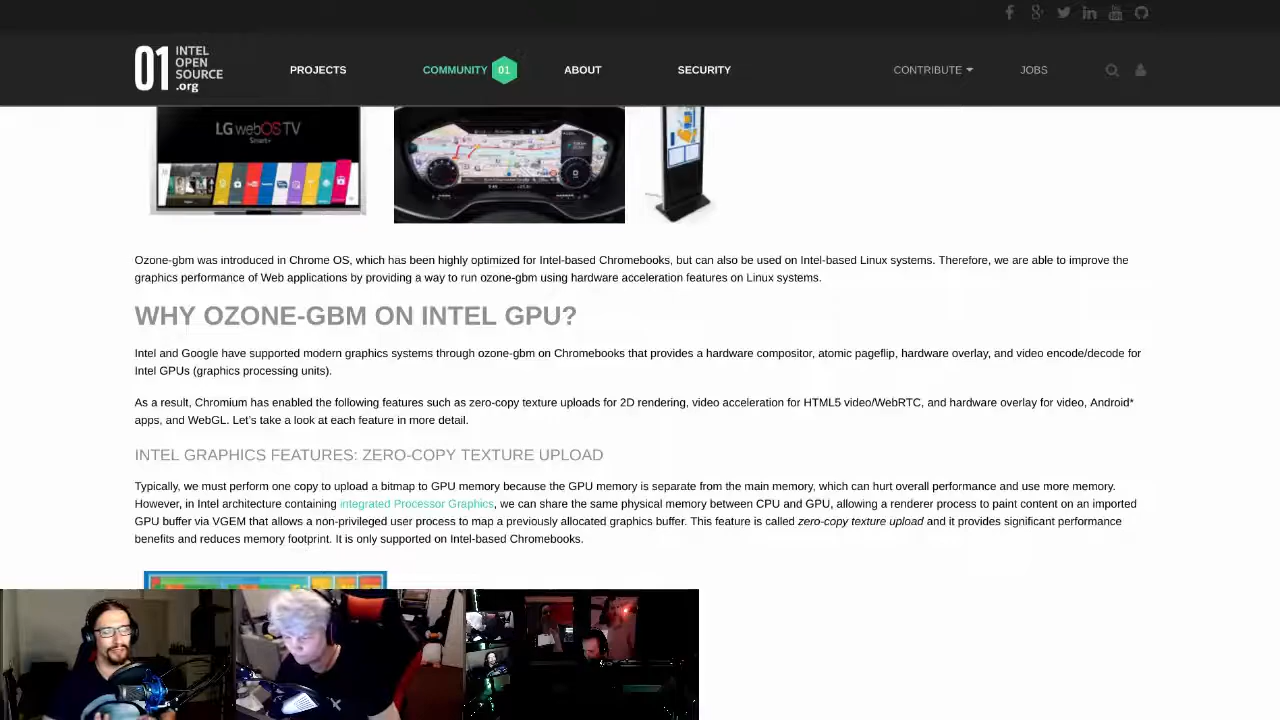 01 INTEL
OPEN
SOURCE
.org
PROJECTS
COMMUNITY 01
ABOUT
SECURITY
CONTRIBUTE
JOBS
LG webOS TV
Ozone-gbm was introduced in Chrome OS, which has been highly optimized for Intel-based Chromebooks, but can also be used on Intel-based Linux systems. Therefore, we are able to improve the
graphics performance of Web applications by providing a way to run ozone-gbm using hardware acceleration features on Linux systems.
WHY OZONE-GBM ON INTEL GPU?
Intel and Google have supported modern graphics systems through ozone-gbm on Chromebooks that provides a hardware compositor, atomic pageflip, hardware overlay, and video encode/decode for
Intel GPUs (graphics processing units).
As a result, Chromium has enabled the following features such as zero-copy texture uploads for 2D rendering, video acceleration for HTML5 video/WebRTC, and hardware overlay for video, Android*
apps, and WebGL. Let’s take a look at each feature in more detail.
INTEL GRAPHICS FEATURES: ZERO-COPY TEXTURE UPLOAD
Typically, we must perform one copy to upload a bitmap to GPU memory because the GPU memory is separate from the main memory, which can hurt overall performance and use more memory.
However, in Intel architecture containing integrated Processor Graphics, we can share the same physical memory between CPU and GPU, allowing a renderer process to paint content on an imported
GPU buffer via VGEM that allows a non-privileged user process to map a previously allocated graphics buffer. This feature is called zero-copy texture upload and it provides significant performance
benefits and reduces memory footprint. It is only supported on Intel-based Chromebooks.